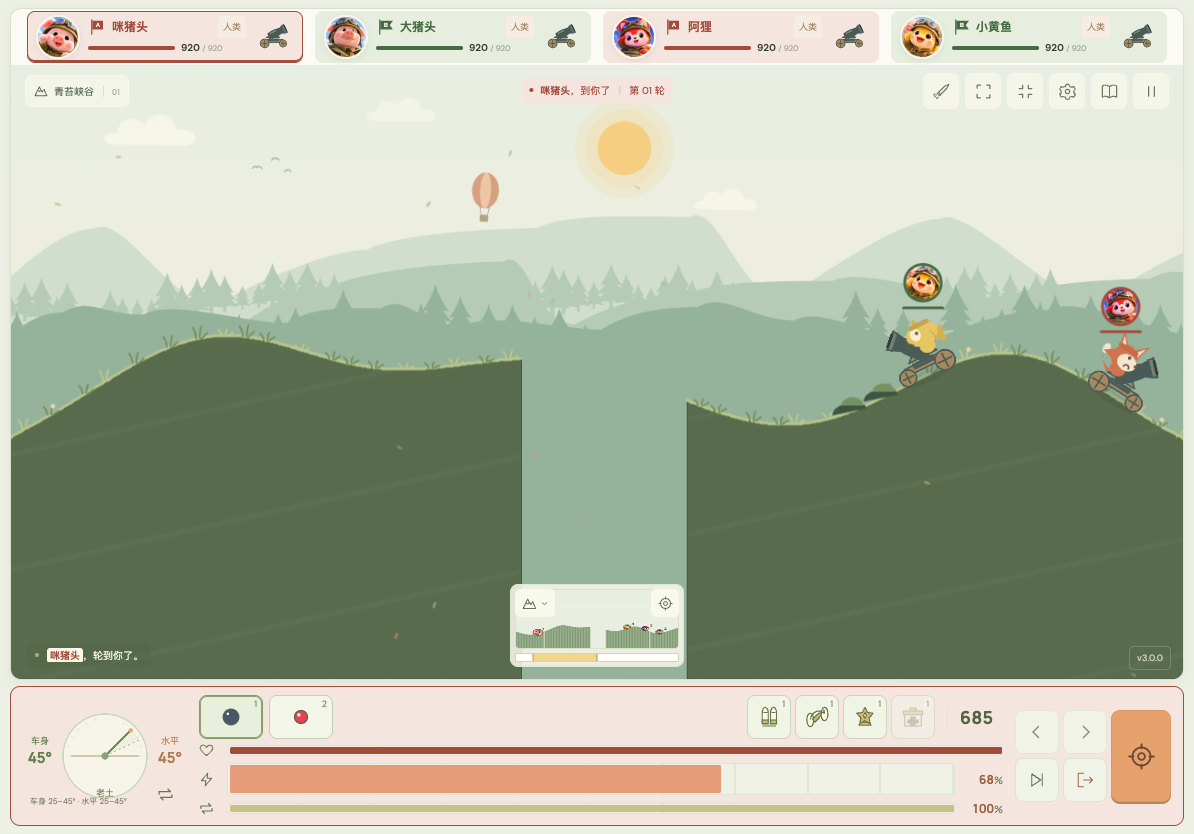 咪猪头 人类
920 / 920
大猪头 人类
920 / 920
阿狸 人类
920 / 920
小黄鱼 人类
920 / 920
青苔峡谷 01
咪猪头，到你了 第 01 轮
咪猪头，轮到你了。
v3.0.0
车身
45°
水平
45°
老土
车身 25–45° · 水平 25–45°
1
2
1
1
1
1
685
68%
100%